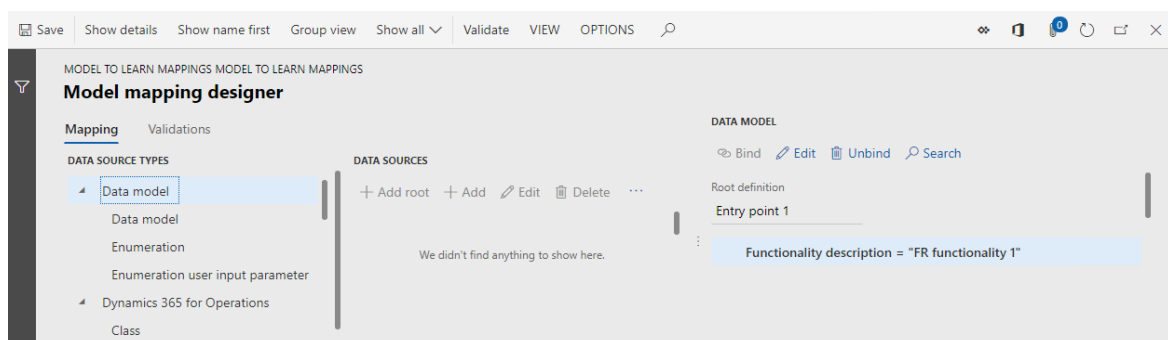 Save Show details Show name first Group view Show all Validate VIEW OPTIONS 0
MODEL TO LEARN MAPPINGS MODEL TO LEARN MAPPINGS
Model mapping designer
Mapping Validations
DATA SOURCE TYPES
Data model
Data model
Enumeration
Enumeration user input parameter
Dynamics 365 for Operations
Class
DATA SOURCES
+ Add root + Add Edit Delete ...
We didn't find anything to show here.
DATA MODEL
Bind Edit Unbind Search
Root definition
Entry point 1
Functionality description = "FR functionality 1"